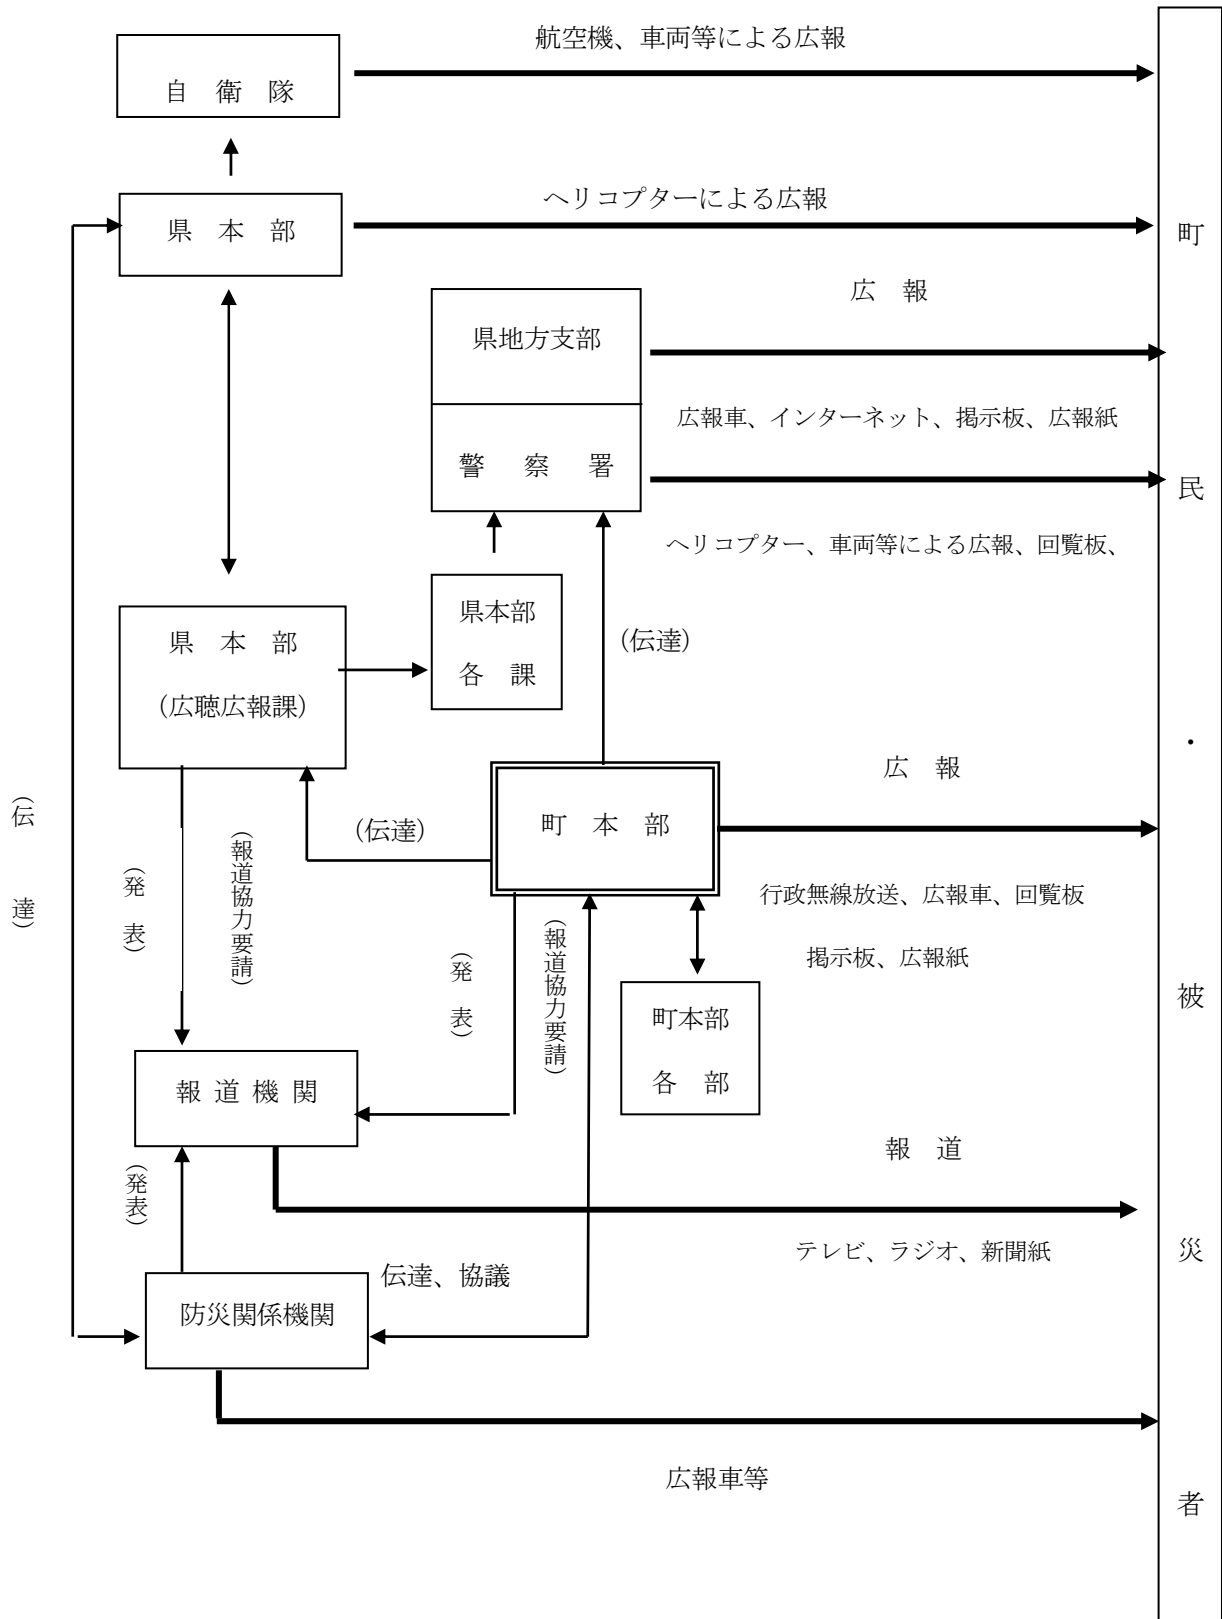 航空機、車両等による広報
自　衛　隊
ヘリコプターによる広報
県　本　部
広　報
県地方支部
広報車、インターネット、掲示板、広報紙
警　察　署
ヘリコプター、車両等による広報、回覧板、
県本部
各　課
（伝達）
県　本　部
（広聴広報課）
広　報
町　本　部
（伝達）
（伝　達）
（発　表）
（報道協力要請）
行政無線放送、広報車、回覧板
掲示板、広報紙
（発　表）
（報道協力要請）
町本部
各　部
報道機関
報　道
（発表）
テレビ、ラジオ、新聞紙
伝達、協議
防災関係機関
広報車等
町民・被災者